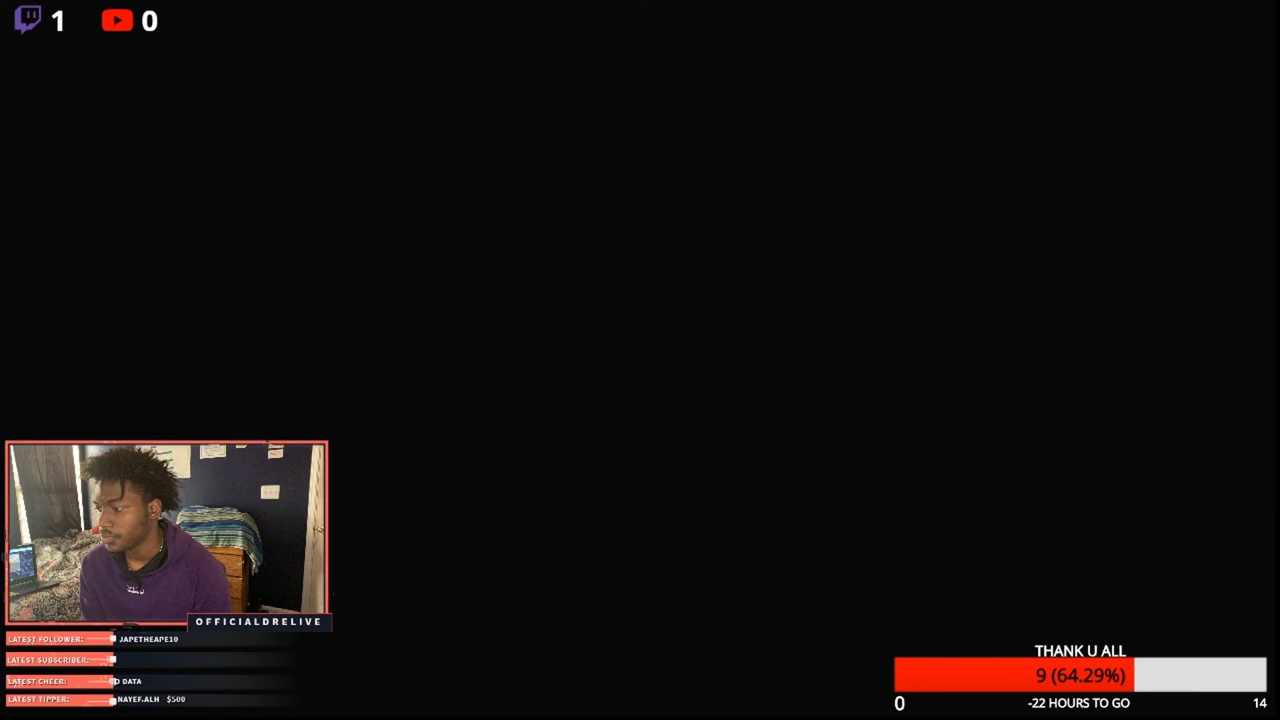 1 0
OFFICIALDRELIVE
LATEST FOLLOWER: JAPETHEAPE10
LATEST SUBSCRIBER:
LATEST CHEER: O DATA
LATEST TIPPER: NAYEF.ALH $500
THANK U ALL
9 (64.29%)
0 -22 HOURS TO GO 14